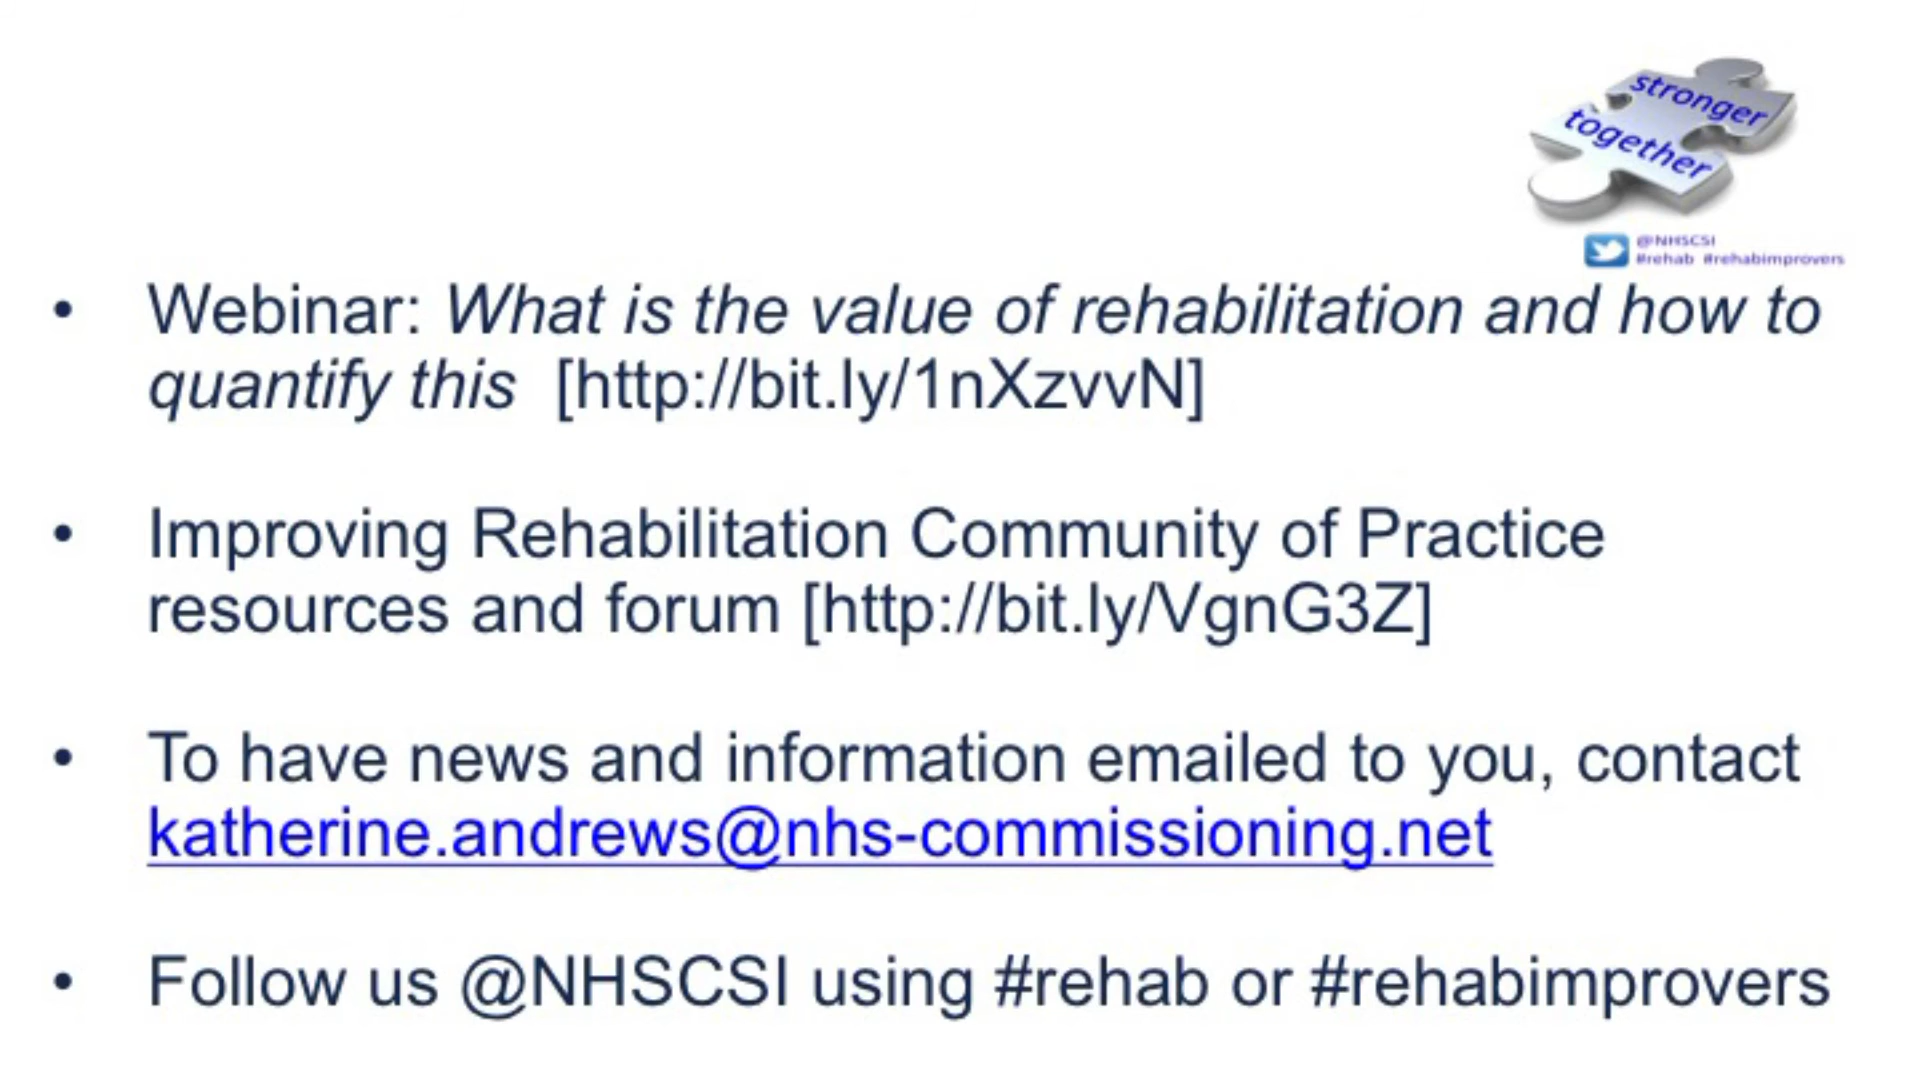 stronger
together
@NHSCSI
#rehab #rehabimprovers
• Webinar: What is the value of rehabilitation and how to
quantify this [http://bit.ly/1nXzvvN]
• Improving Rehabilitation Community of Practice
resources and forum [http://bit.ly/VgnG3Z]
• To have news and information emailed to you, contact
katherine.andrews@nhs-commissioning.net
• Follow us @NHSCSI using #rehab or #rehabimprovers